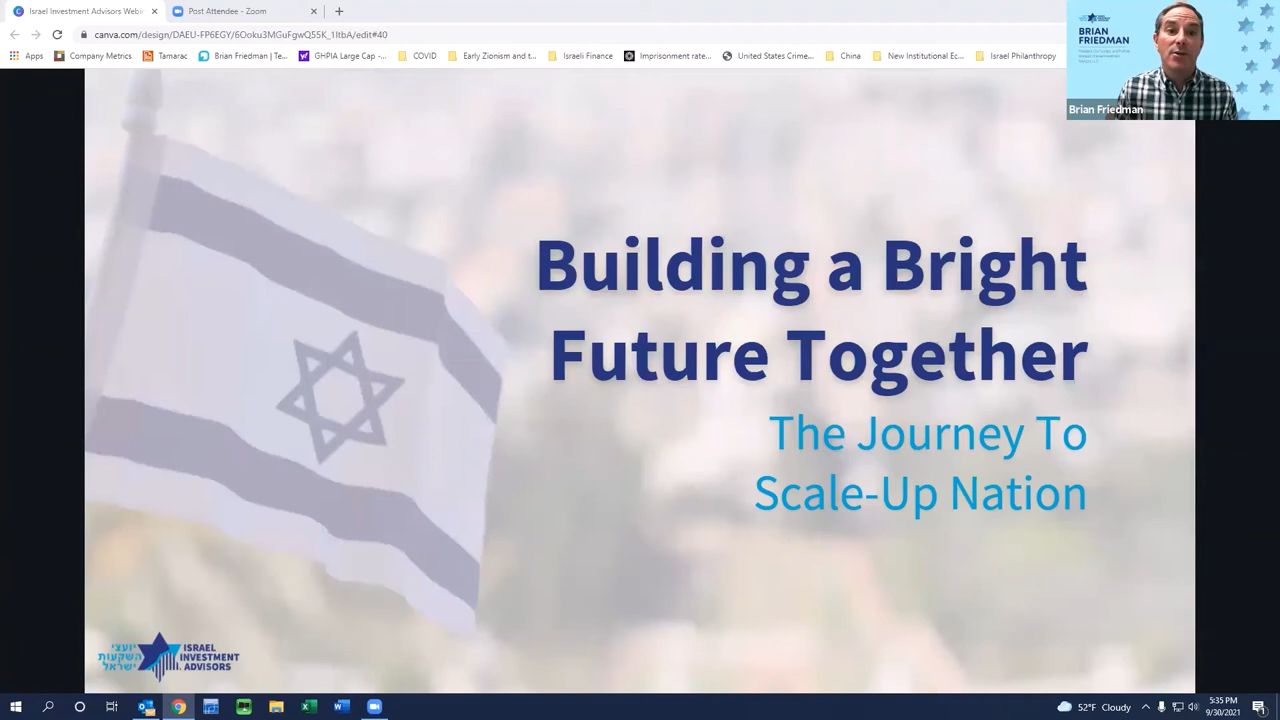 Israel Investment Advisors Webin
Post Attendee - Zoom
canva.com/design/DAEU-FP6EGY/6Ooku3MGuFgwQ55K_1ItbA/edit#40
Apps
Company Metrics
Tamarac
Brian Friedman | Te...
GHPIA Large Cap
COVID
Early Zionism and t...
Israeli Finance
Imprisonment rate...
United States Crime...
China
New Institutional Ec...
Israel Philanthropy
BRIAN
FRIEDMAN
Brian Friedman
Building a Bright
Future Together
The Journey To
Scale-Up Nation
יועצי
השקעות
ישראל
ISRAEL
INVESTMENT
ADVISORS
52°F Cloudy
5:35 PM
9/30/2021